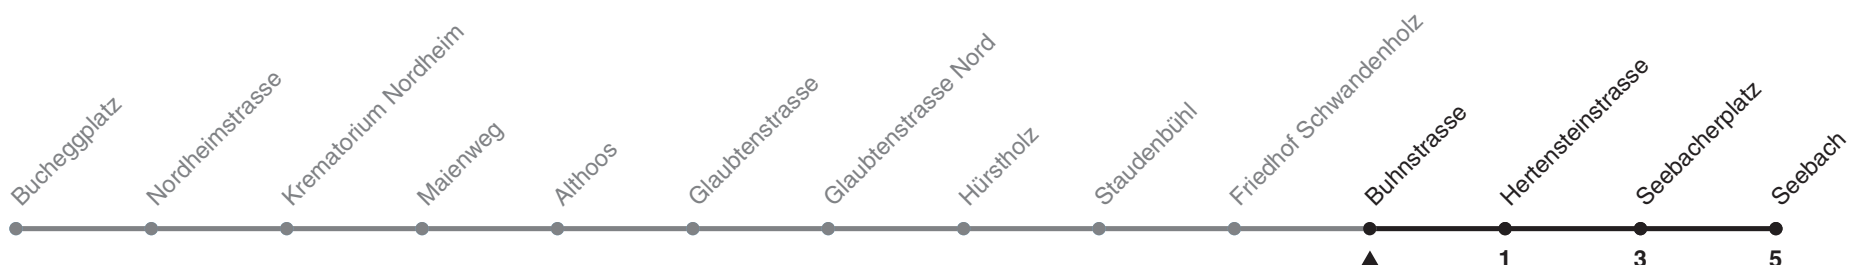 Bucheggplatz
Nordheimstrasse
Krematorium Nordheim
Maienweg
Althoos
Glaubtenstrasse
Glaubtenstrasse Nord
Hürstholz
Staudenbühl
Friedhof Schwandenholz
Buhnstrasse
Hertensteinstrasse
Seebacherplatz
Seebach
1 3 5